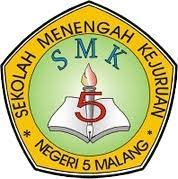 SEKOLAH MENENGAH KEJURUAN
SMK
5
* NEGERI 5 MALANG *